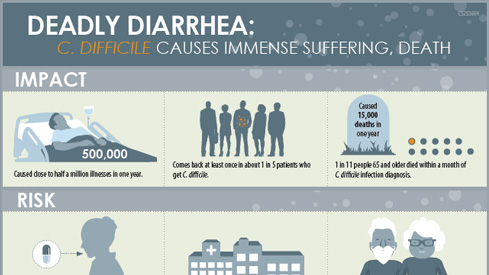 DEADLY DIARRHEA:
C. DIFFICILE CAUSES IMMENSE SUFFERING, DEATH
IMPACT
500,000
Caused close to half a million illnesses in one year.
Comes back at least once in about 1 in 5 patients who
get C. difficile.
Caused
15,000
deaths in
one year
1 in 11 people 65 and older died within a month of
C. difficile infection diagnosis.
RISK